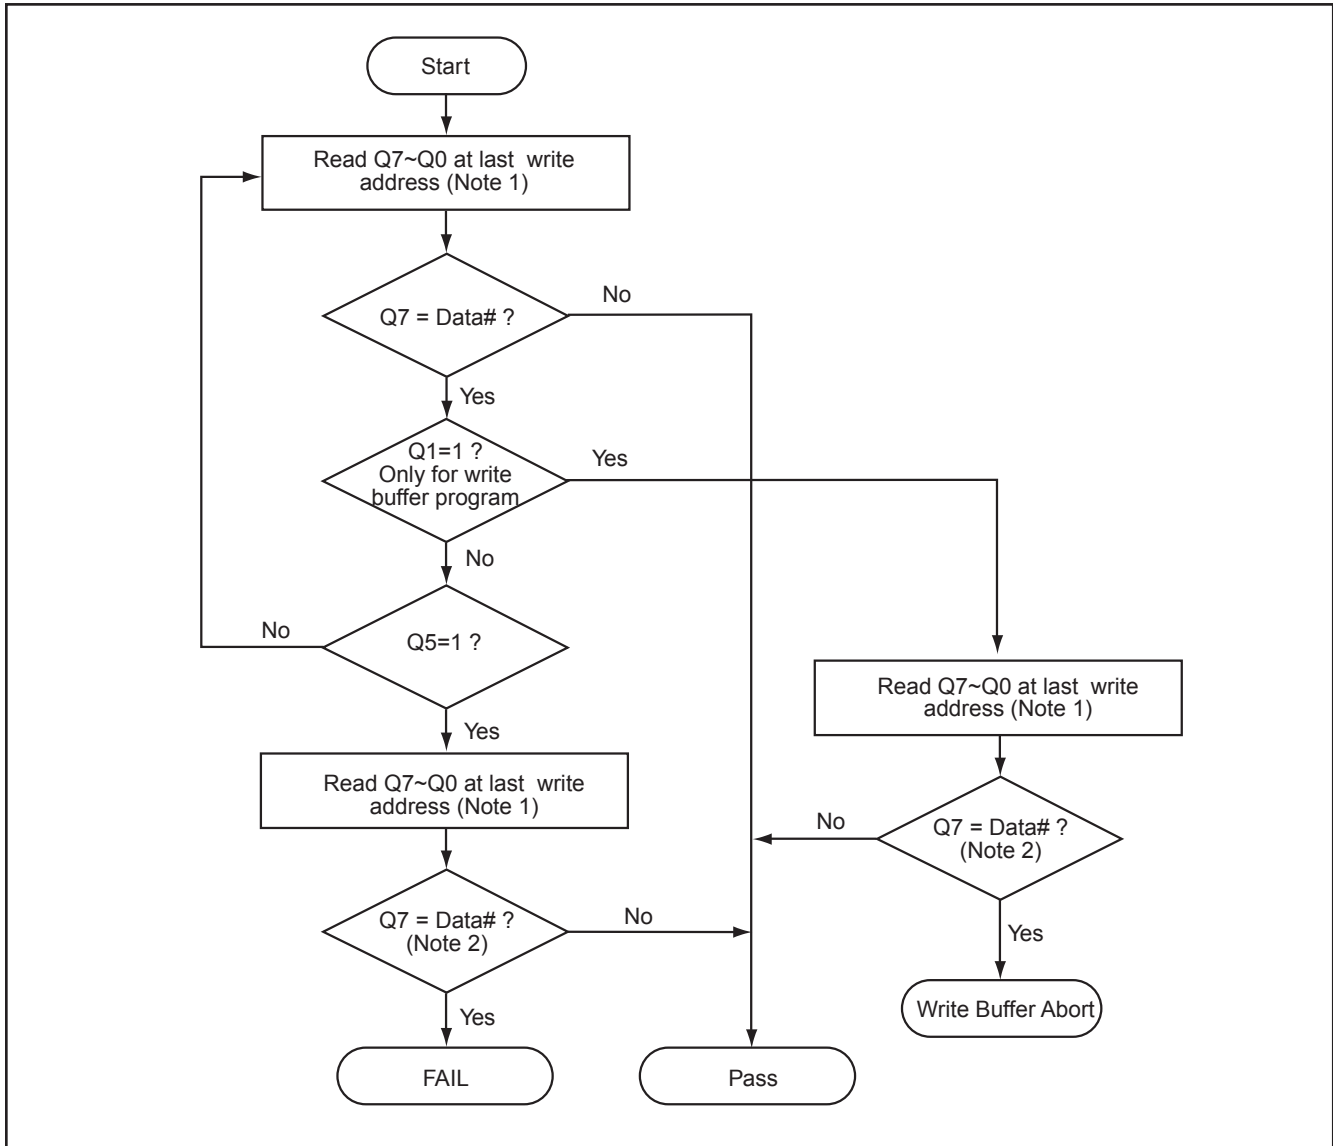 Start
Read Q7~Q0 at last write
address (Note 1)
Q7 = Data# ?
No
Yes
Q1=1 ?
Only for write
buffer program
Yes
No
Q5=1 ?
No
Yes
Read Q7~Q0 at last write
address (Note 1)
Read Q7~Q0 at last write
address (Note 1)
Q7 = Data# ?
(Note 2)
No
Yes
Q7 = Data# ?
(Note 2)
No
Yes
Write Buffer Abort
FAIL
Pass